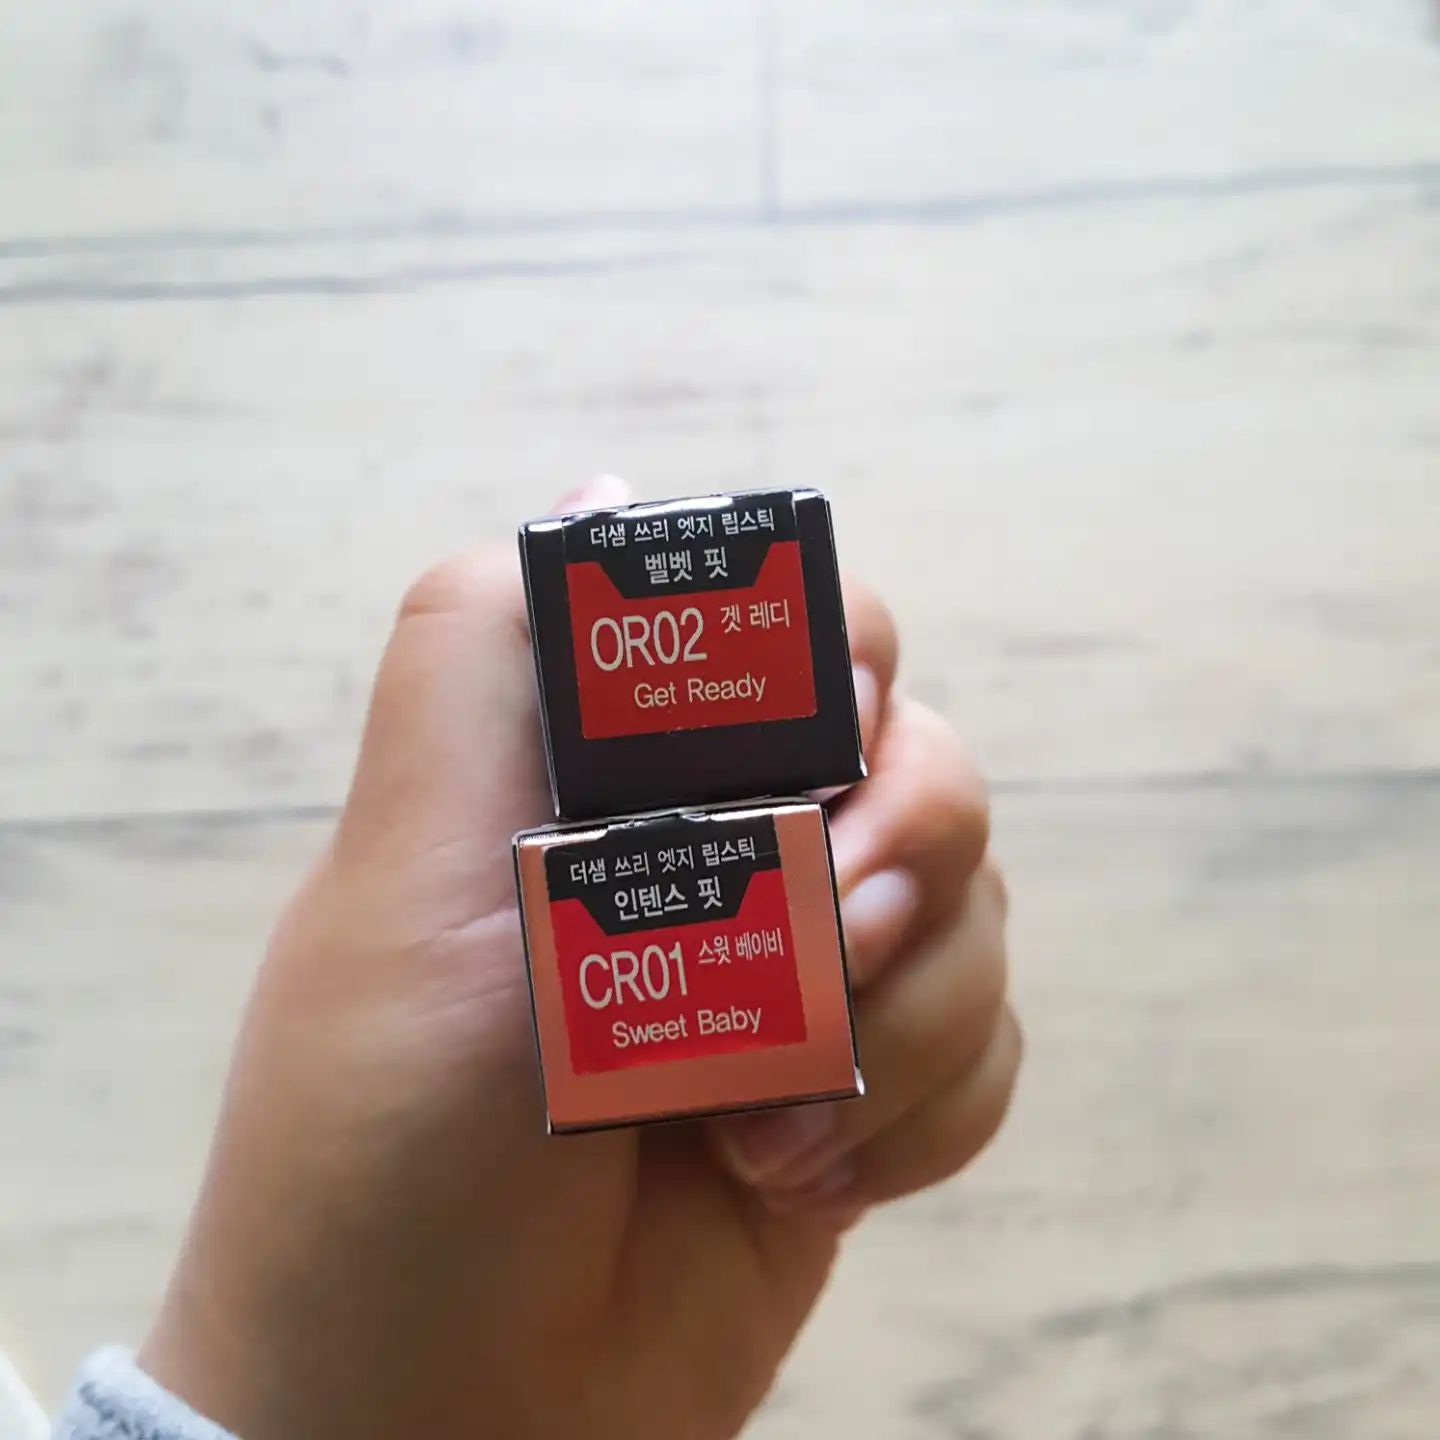 더샘 쓰리 엣지 립스틱
벨벳 핏
OR02 겟 레디
Get Ready
더샘 쓰리 엣지 립스틱
인텐스 핏
CR01 스윗 베이비
Sweet Baby